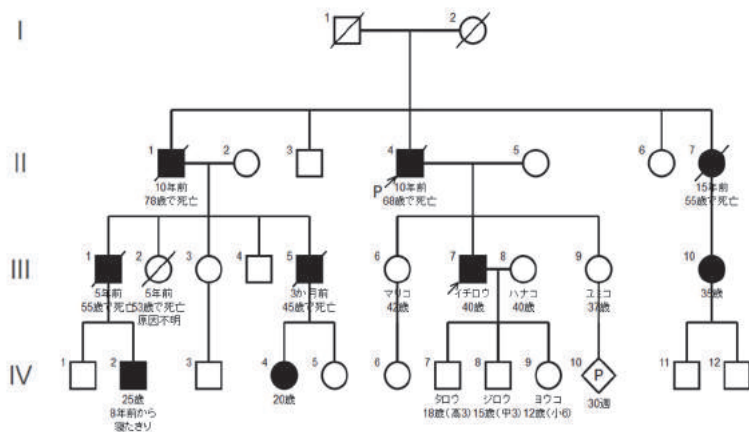 I
1
2
II
1
2
3
4
5
6
7
P
10年前
78歳で死亡
10年前
68歳で死亡
15年前
55歳で死亡
III
1
2
3
4
5
6
7
8
9
10
5年前
55歳で死亡
5年前
53歳で死亡
原因不明
3か月前
45歳で死亡
マリコ
42歳
イチロウ
40歳
ハナコ
40歳
ユミコ
37歳
35歳
IV
1
2
3
4
5
6
7
8
9
10
11
12
P
25歳
8年前から
寝たきり
20歳
タロウ
18歳(高3)
ジロウ
15歳(中3)
ヨウコ
12歳(小6)
30週